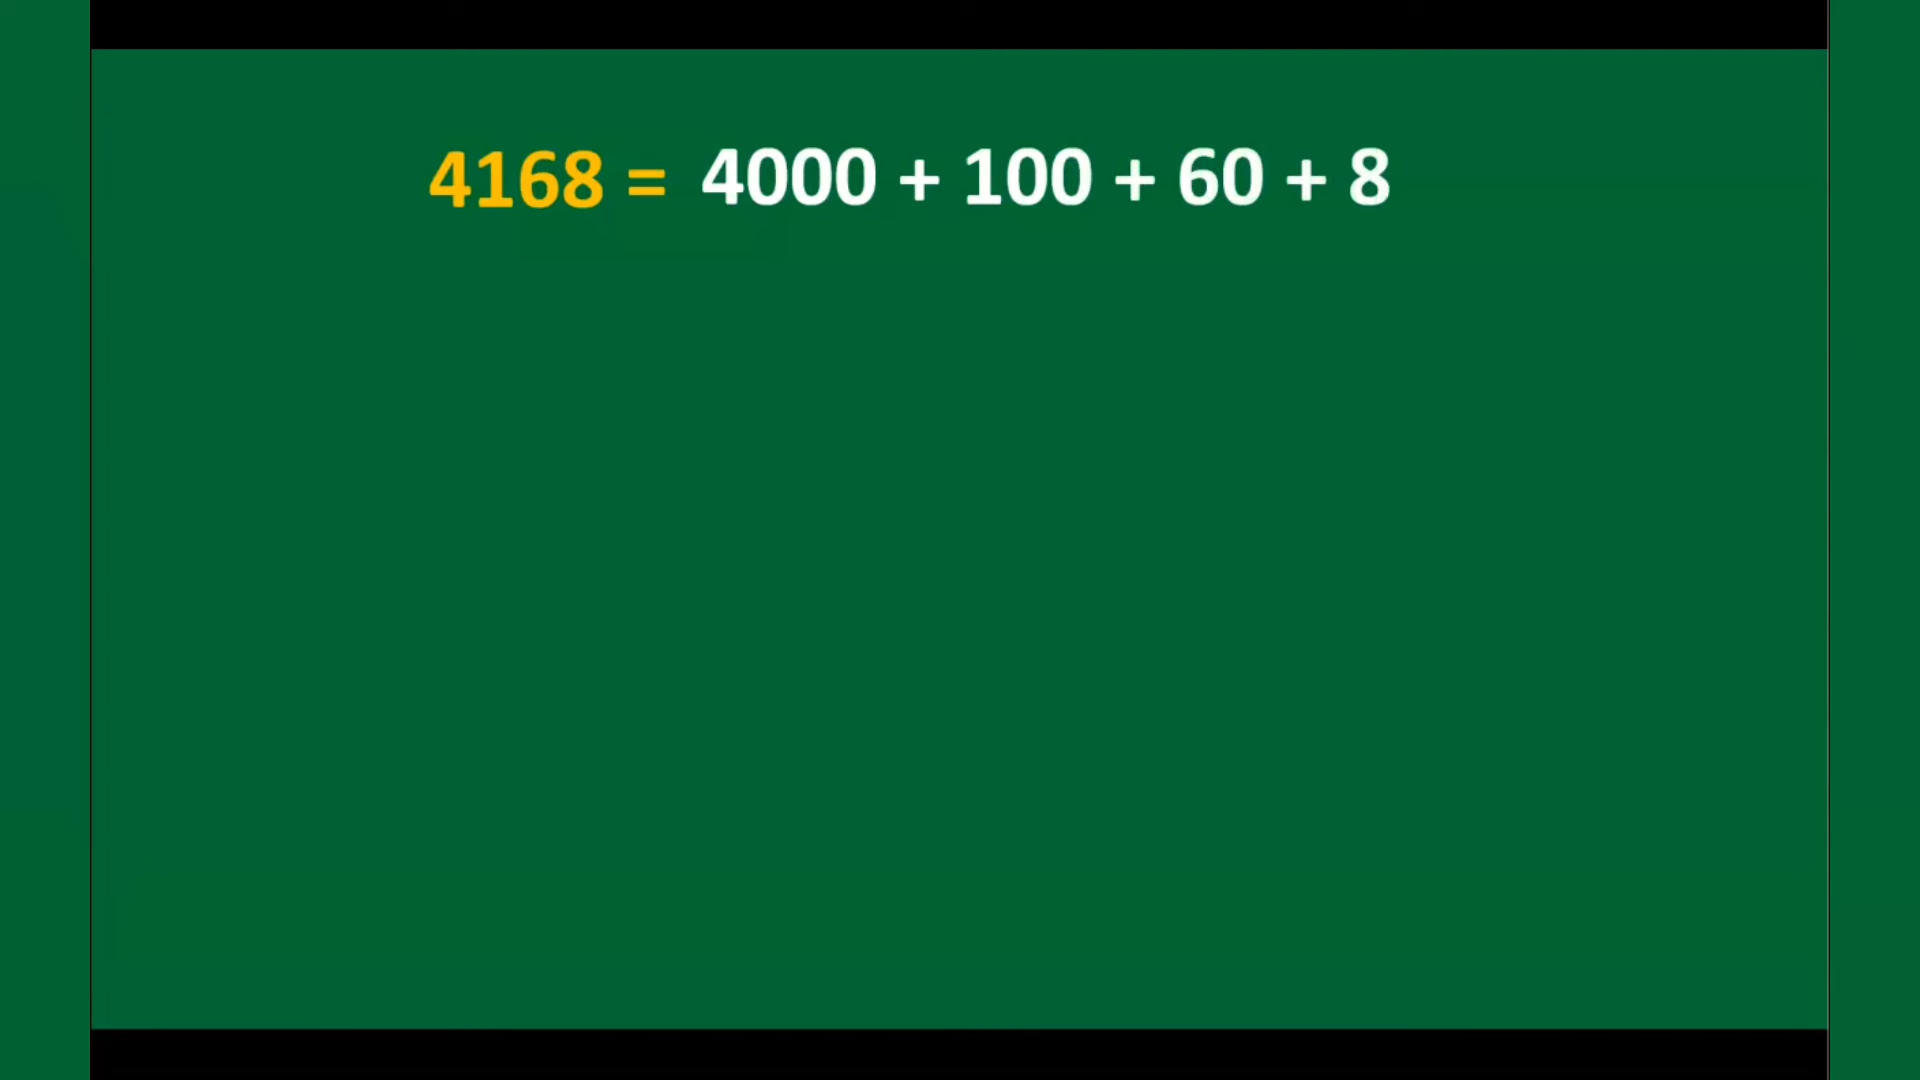 4168 = 4000 + 100 + 60 + 8